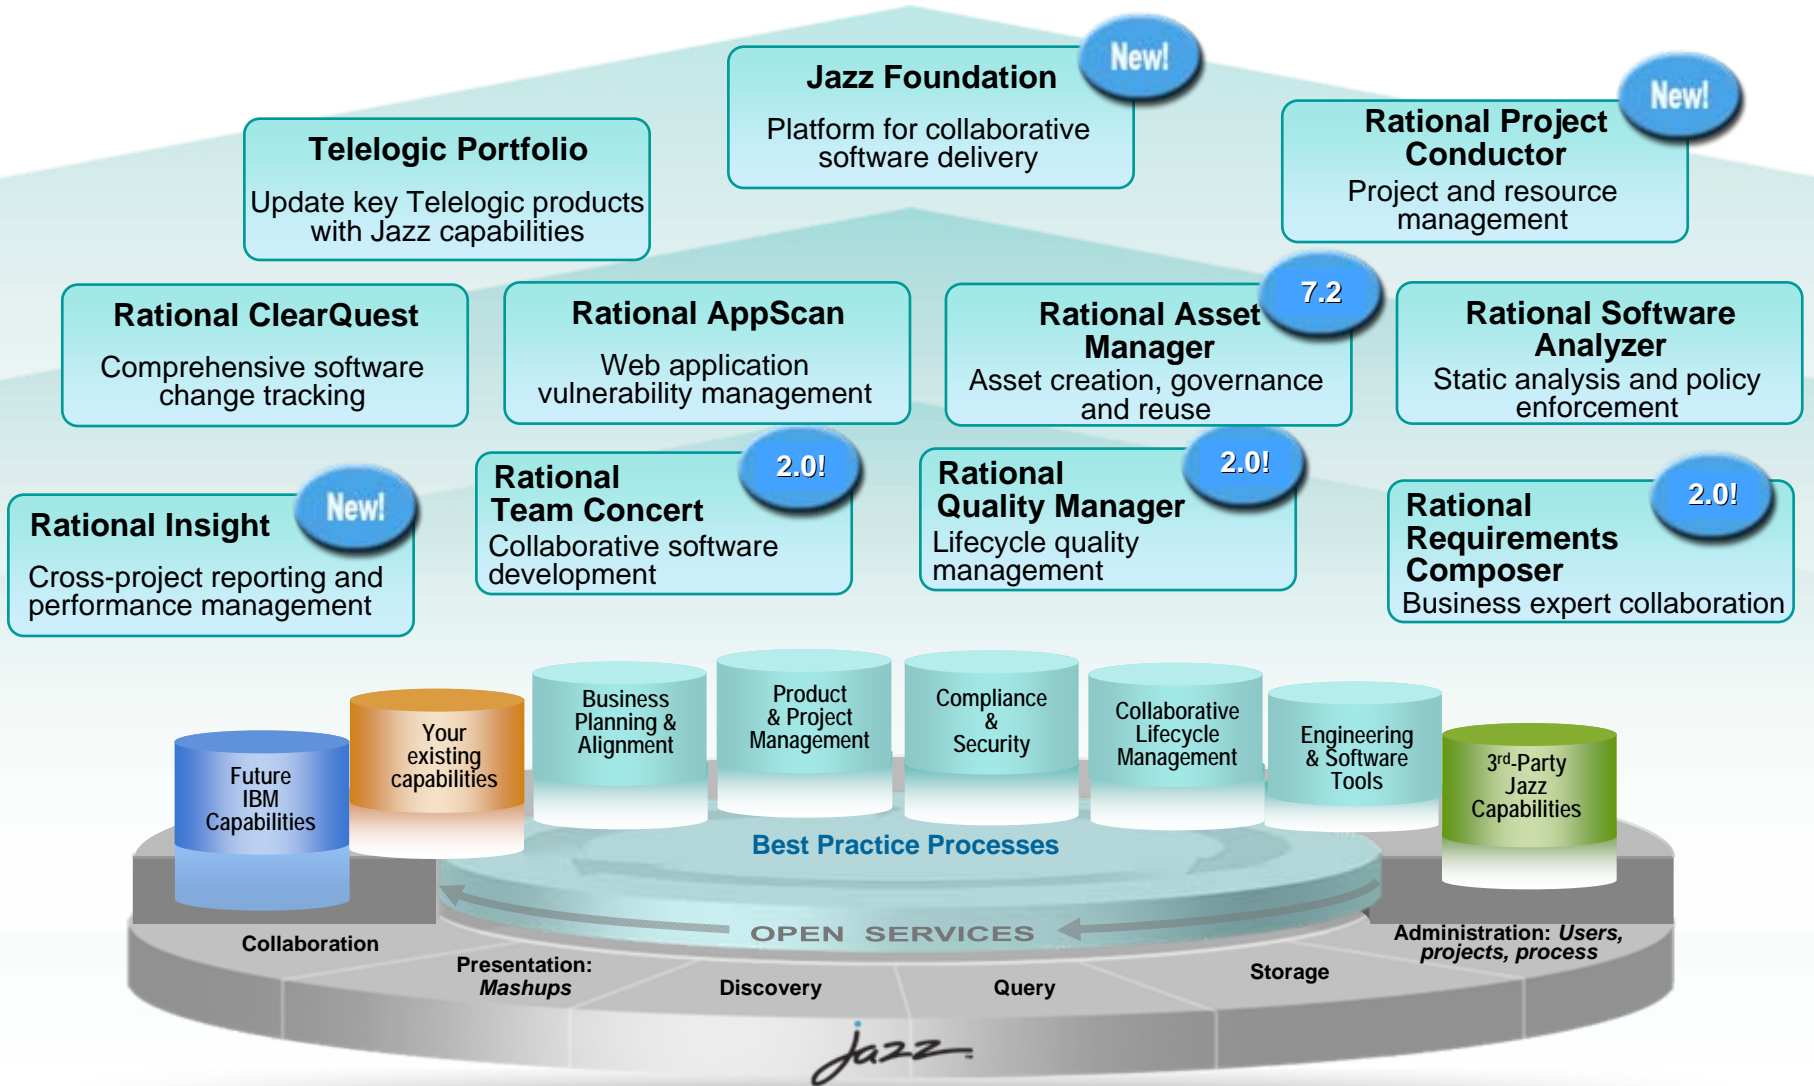 Jazz Foundation
New!
Platform for collaborative
software delivery
Rational Project
Conductor
New!
Project and resource
management
Telelogic Portfolio
Update key Telelogic products
with Jazz capabilities
Rational ClearQuest
Comprehensive software
change tracking
Rational AppScan
Web application
vulnerability management
Rational Asset
Manager
7.2
Asset creation, governance
and reuse
Rational Software
Analyzer
Static analysis and policy
enforcement
Rational Insight
New!
Cross-project reporting and
performance management
Rational
Team Concert
2.0!
Collaborative software
development
Rational
Quality Manager
2.0!
Lifecycle quality
management
Rational
Requirements
Composer
2.0!
Business expert collaboration
Future
IBM
Capabilities
Your
existing
capabilities
Business
Planning &
Alignment
Product
& Project
Management
Compliance
&
Security
Collaborative
Lifecycle
Management
Engineering
& Software
Tools
3rd-Party
Jazz
Capabilities
Best Practice Processes
OPEN SERVICES
Collaboration
Presentation:
Mashups
Discovery
Query
Storage
Administration: Users,
projects, process
jazz